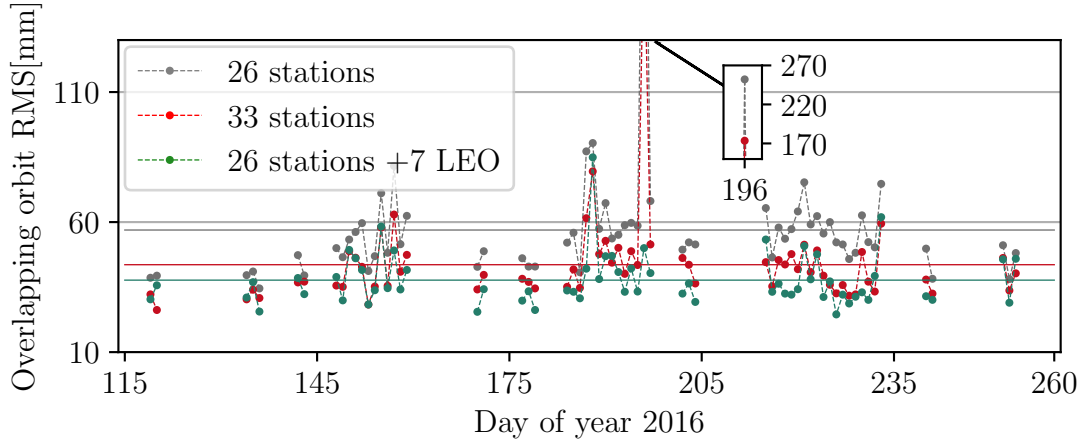 Overlapping orbit RMS[mm]
110
60
10
26 stations
33 stations
26 stations +7 LEO
270
220
170
196
115
145
175
205
235
260
Day of year 2016